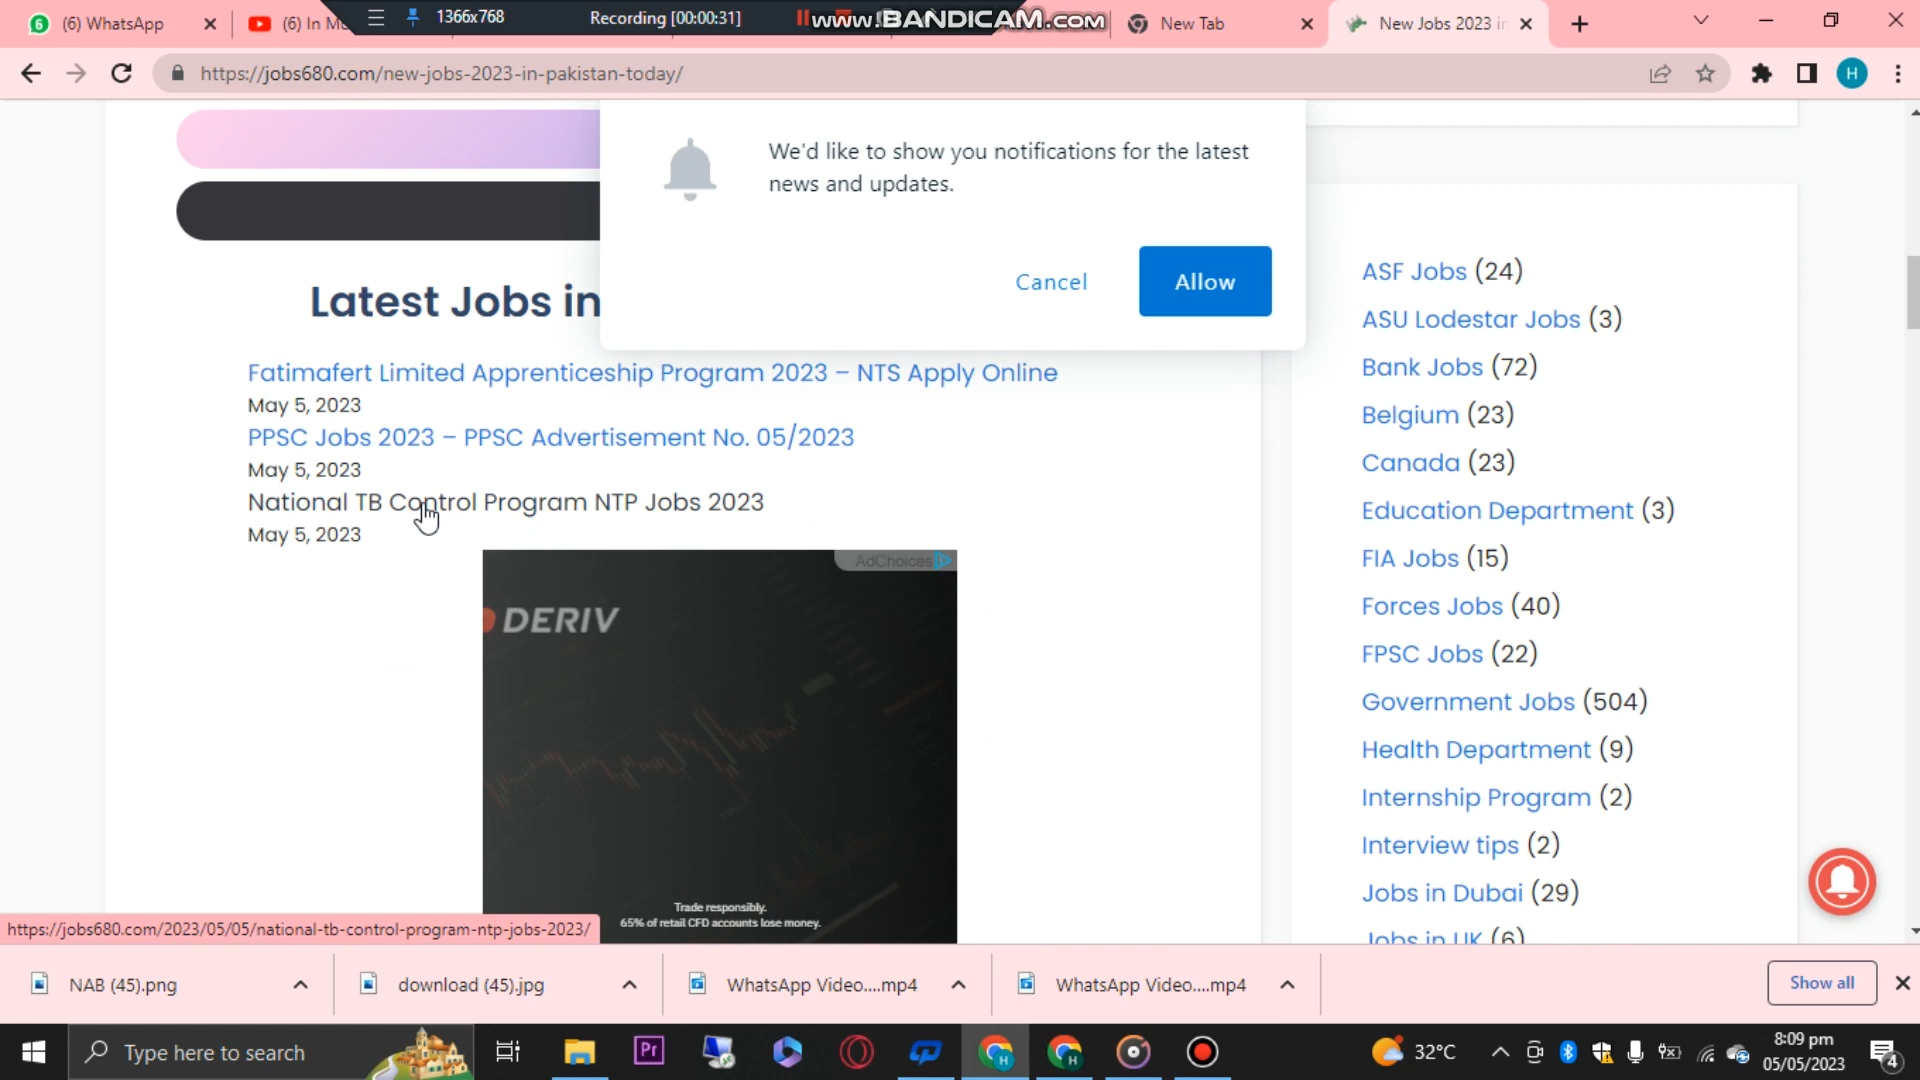 (6) WhatsApp
(6) In M
1366x768
Recording [00:00:31]
www.BANDICAM.com
New Tab
New Jobs 2023 in
https://jobs680.com/new-jobs-2023-in-pakistan-today/
H
We'd like to show you notifications for the latest
news and updates.
Cancel
Allow
Latest Jobs in
Fatimafert Limited Apprenticeship Program 2023 – NTS Apply Online
May 5, 2023
PPSC Jobs 2023 – PPSC Advertisement No. 05/2023
May 5, 2023
National TB Control Program NTP Jobs 2023
May 5, 2023
AdChoices
DERIV
Trade responsibly.
65% of retail CFD accounts lose money.
ASF Jobs (24)
ASU Lodestar Jobs (3)
Bank Jobs (72)
Belgium (23)
Canada (23)
Education Department (3)
FIA Jobs (15)
Forces Jobs (40)
FPSC Jobs (22)
Government Jobs (504)
Health Department (9)
Internship Program (2)
Interview tips (2)
Jobs in Dubai (29)
Jobs in UK (6)
https://jobs680.com/2023/05/05/national-tb-control-program-ntp-jobs-2023/
NAB (45).png
download (45).jpg
WhatsApp Video....mp4
WhatsApp Video....mp4
Show all
Type here to search
Pr
32°C
8:09 pm
05/05/2023
4